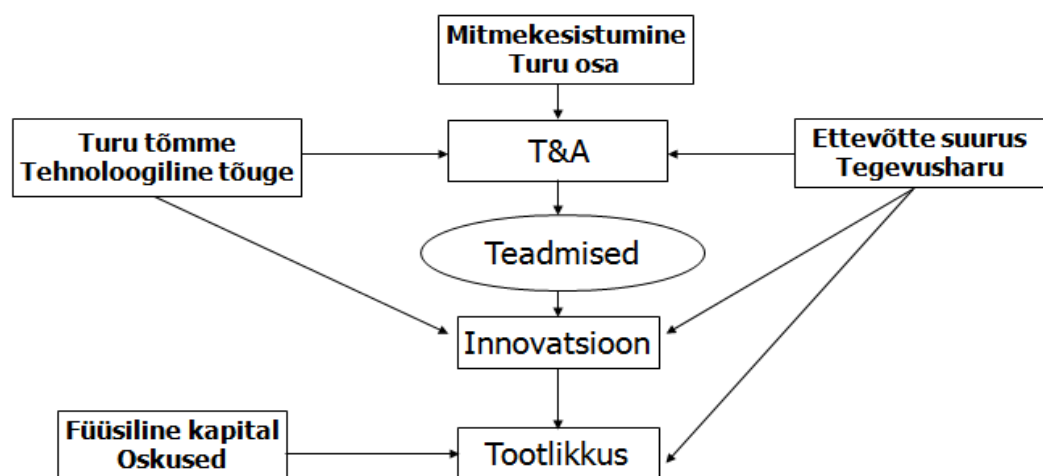 Mitmekesistumine
Turu osa
Turu tõmme
Tehnoloogiline tõuge
T&A
Ettevõtte suurus
Tegevusharu
Teadmised
Innovatsioon
Füüsiline kapital
Oskused
Tootlikkus